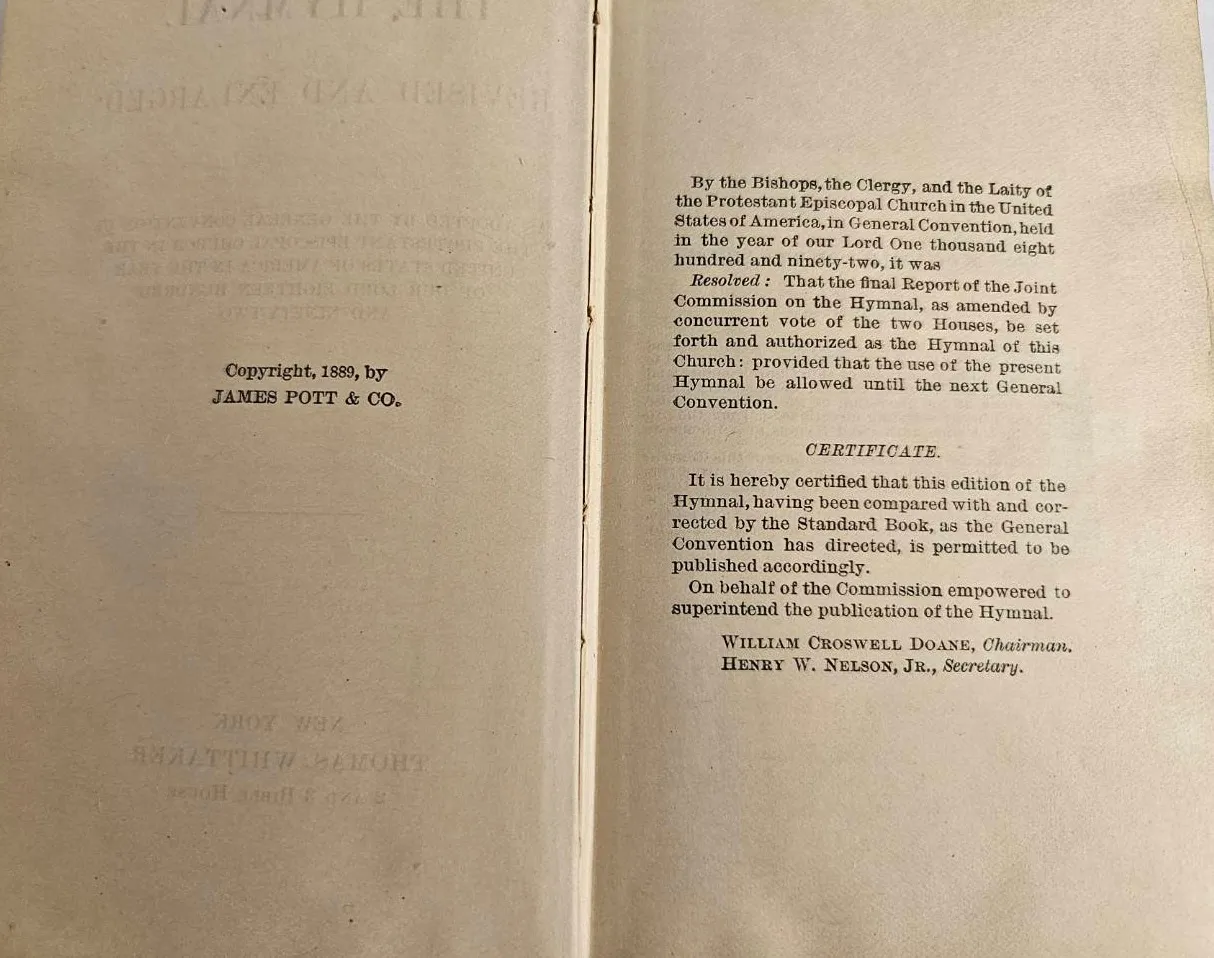 Copyright, 1889, by
JAMES POTT & CO.
By the Bishops, the Clergy, and the Laity of
the Protestant Episcopal Church in the United
States of America, in General Convention, held
in the year of our Lord One thousand eight
hundred and ninety-two, it was
Resolved : That the final Report of the Joint
Commission on the Hymnal, as amended by
concurrent vote of the two Houses, be set
forth and authorized as the Hymnal of this
Church: provided that the use of the present
Hymnal be allowed until the next General
Convention.
CERTIFICATE.
It is hereby certified that this edition of the
Hymnal, having been compared with and cor-
rected by the Standard Book, as the General
Convention has directed, is permitted to be
published accordingly.
On behalf of the Commission empowered to
superintend the publication of the Hymnal.
WILLIAM CROSWELL DOANE, Chairman.
HENRY W. NELSON, JR., Secretary.